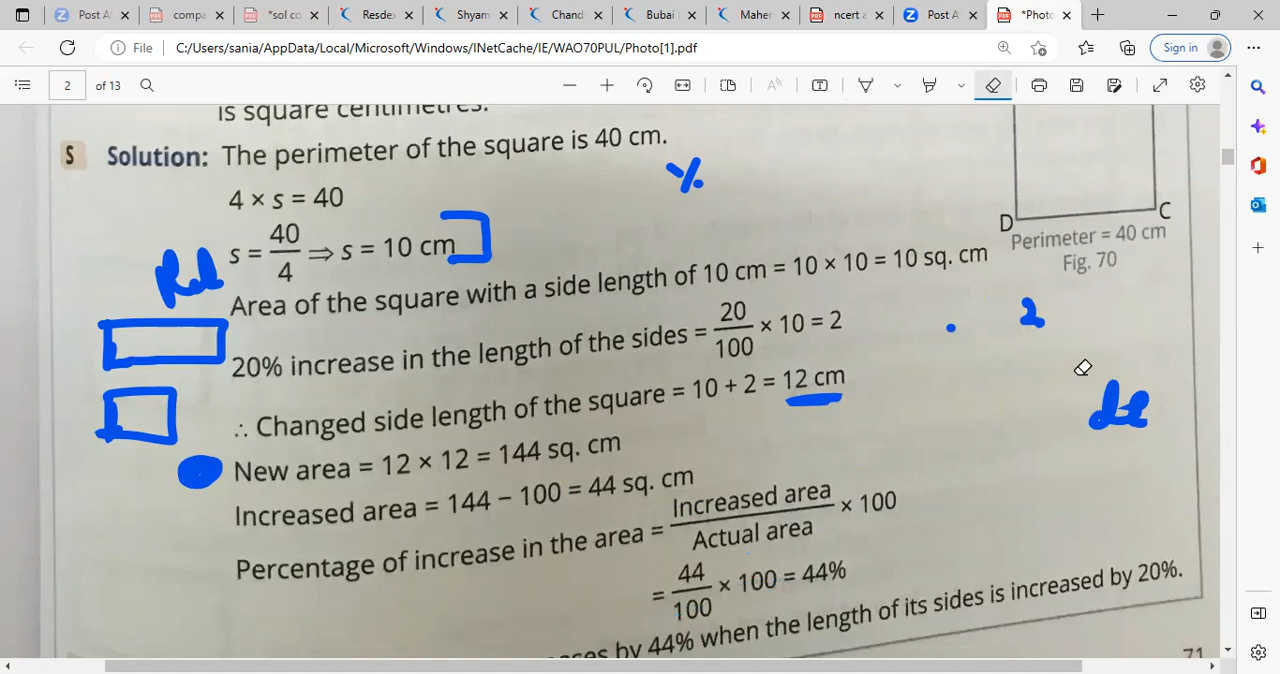 Post A
compa
*sol co
Resde
Shyam
Chand
Bubai
Maher
ncert a
Post A
*Photo
File C:/Users/sania/AppData/Local/Microsoft/Windows/INetCache/IE/WAO70PUL/Photo[1].pdf
Sign in
2 of 13
is square centimetres.
S Solution: The perimeter of the square is 40 cm.
%
4 × s = 40
s = 40/4 ⇒ s = 10 cm
D C
Perimeter = 40 cm
Fig. 70
Area of the square with a side length of 10 cm = 10 × 10 = 10 sq. cm
20% increase in the length of the sides = 20/100 × 10 = 2
2
∴ Changed side length of the square = 10 + 2 = 12 cm
New area = 12 × 12 = 144 sq. cm
Increased area = 144 − 100 = 44 sq. cm
Percentage of increase in the area = Increased area/Actual area × 100
= 44/100 × 100 = 44%
by 44% when the length of its sides is increased by 20%.
71